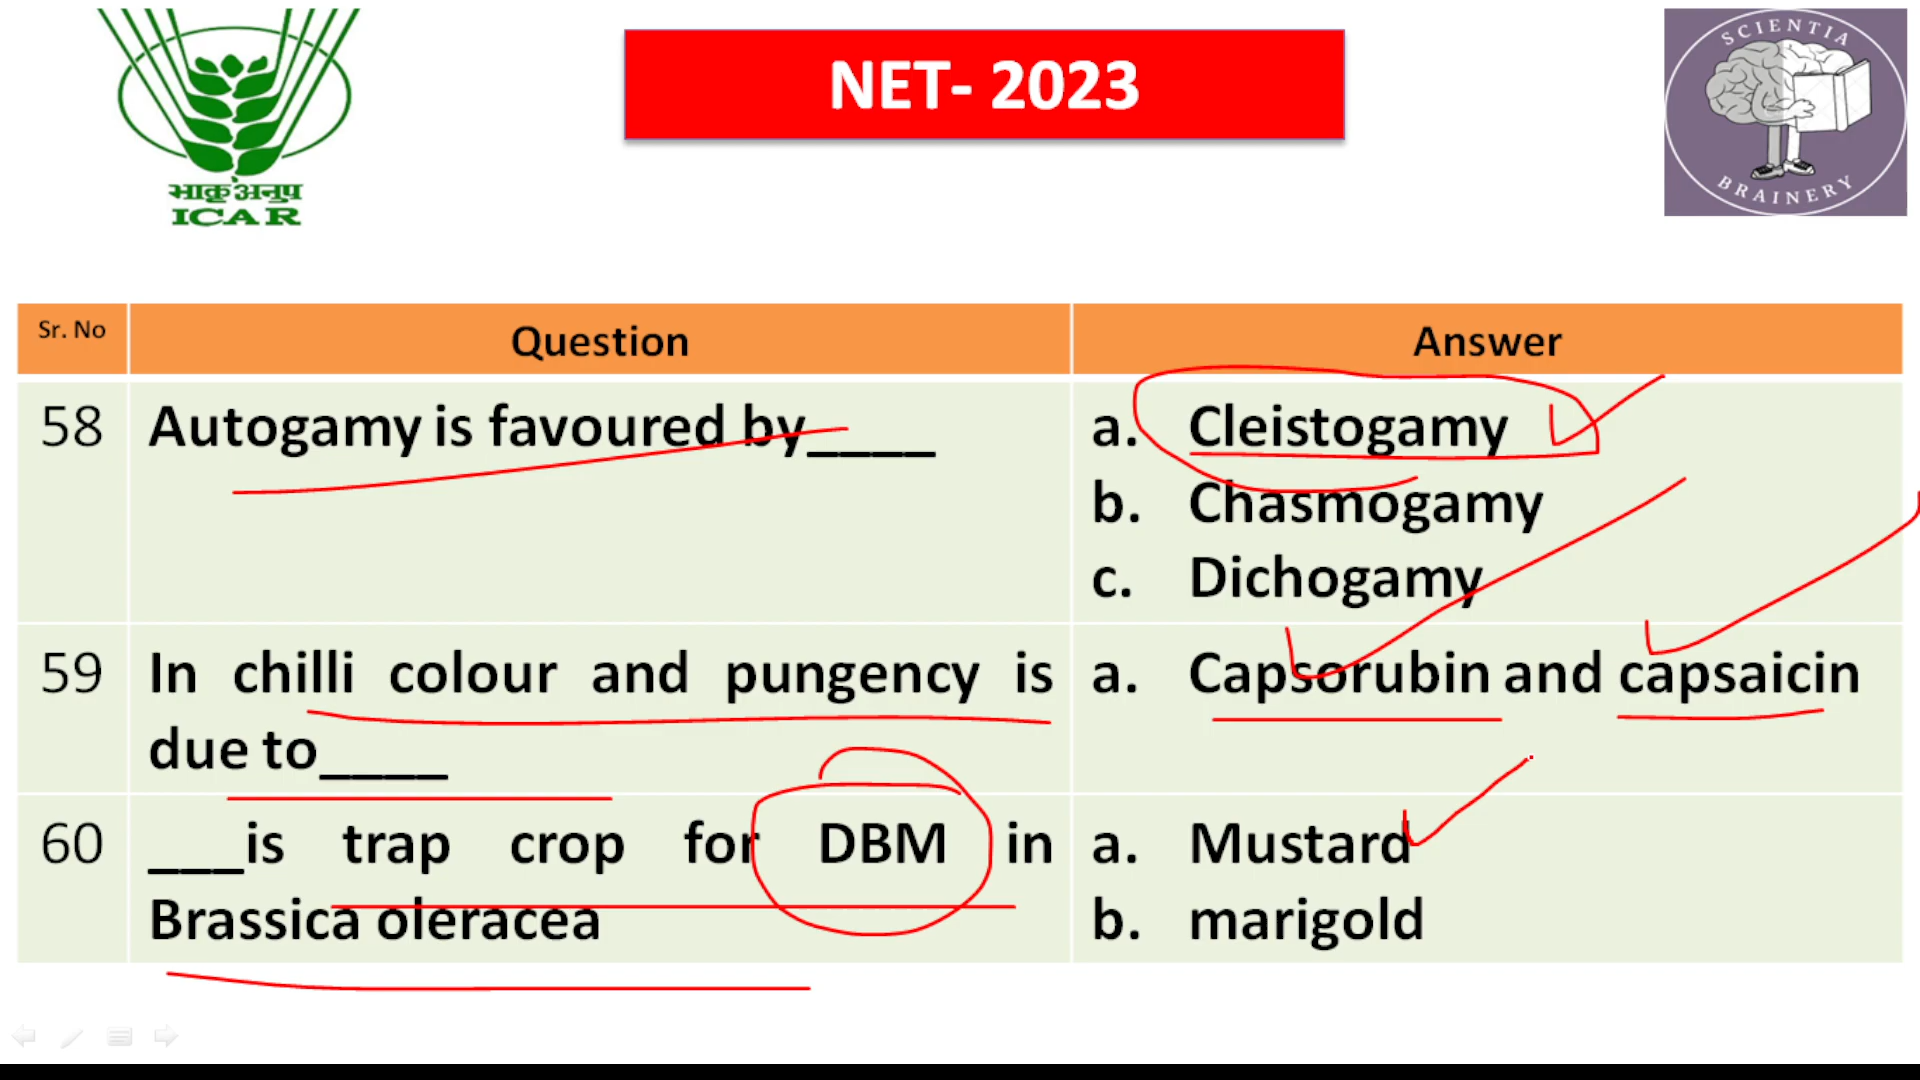 भाकृअनुप
ICAR
NET- 2023
SCIENTIA
BRAINERY
Sr. No Question Answer
58 Autogamy is favoured by____ a. Cleistogamy
b. Chasmogamy
c. Dichogamy
59 In chilli colour and pungency is a. Capsorubin and capsaicin
due to____
60 ___is trap crop for DBM in a. Mustard
Brassica oleracea b. marigold